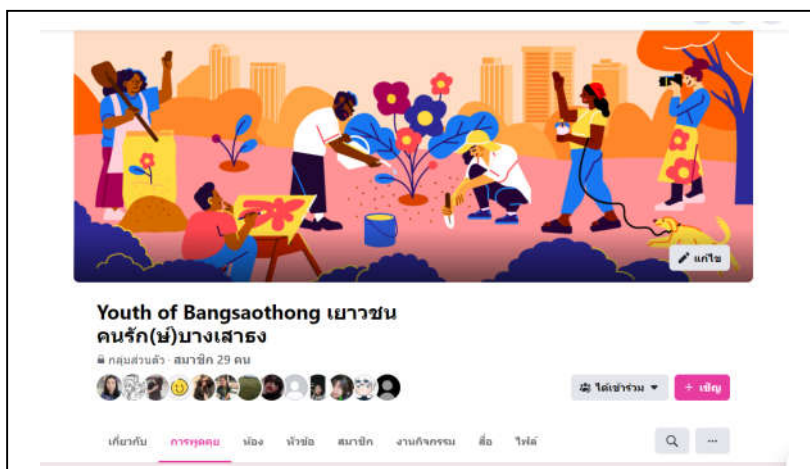 แก้ไข
Youth of Bangsaothong เยาวชน
คนรัก(ษ์)บางเสาธง
กลุ่มส่วนตัว · สมาชิก 29 คน
ได้เข้าร่วม
+ เชิญ
เกี่ยวกับ การพูดคุย ห้อง หัวข้อ สมาชิก งานกิจกรรม สื่อ ไฟล์